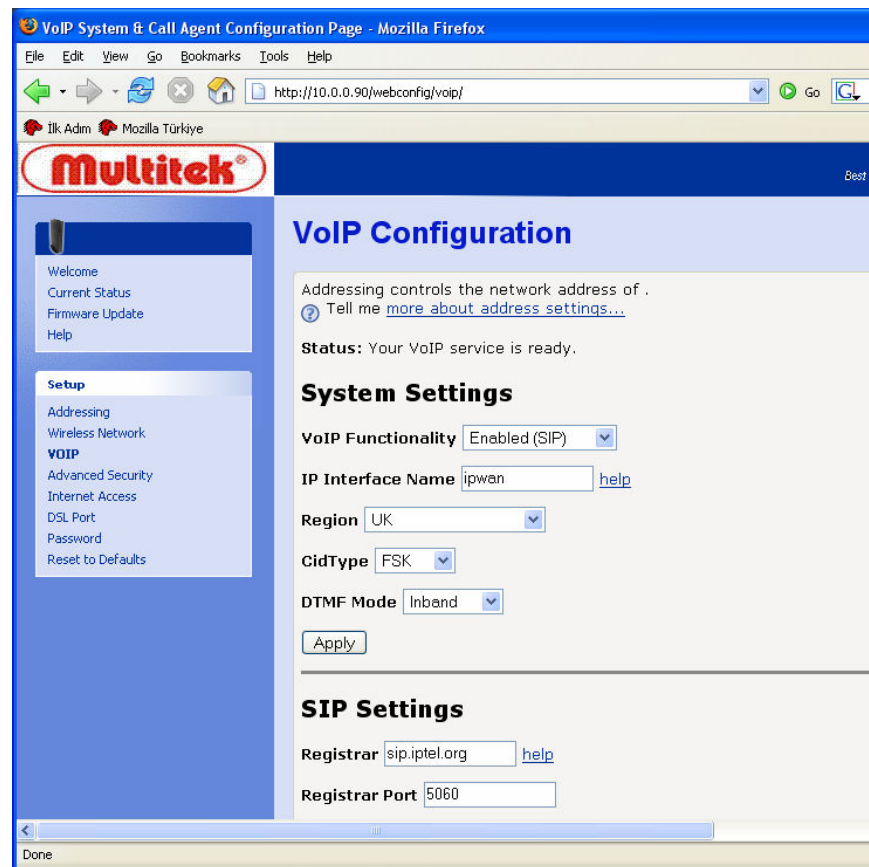 VoIP System & Call Agent Configuration Page - Mozilla Firefox
File Edit View Go Bookmarks Tools Help
http://10.0.0.90/webconfig/voip/ Go G
İlk Adım Mozilla Türkiye
Multitek®
Best
VoIP Configuration
Welcome
Current Status
Firmware Update
Help
Setup
Addressing
Wireless Network
VOIP
Advanced Security
Internet Access
DSL Port
Password
Reset to Defaults
Addressing controls the network address of .
? Tell me more about address settings...
Status: Your VoIP service is ready.
System Settings
VoIP Functionality Enabled (SIP)
IP Interface Name ipwan help
Region UK
CidType FSK
DTMF Mode Inband
Apply
SIP Settings
Registrar sip.iptel.org help
Registrar Port 5060
Done